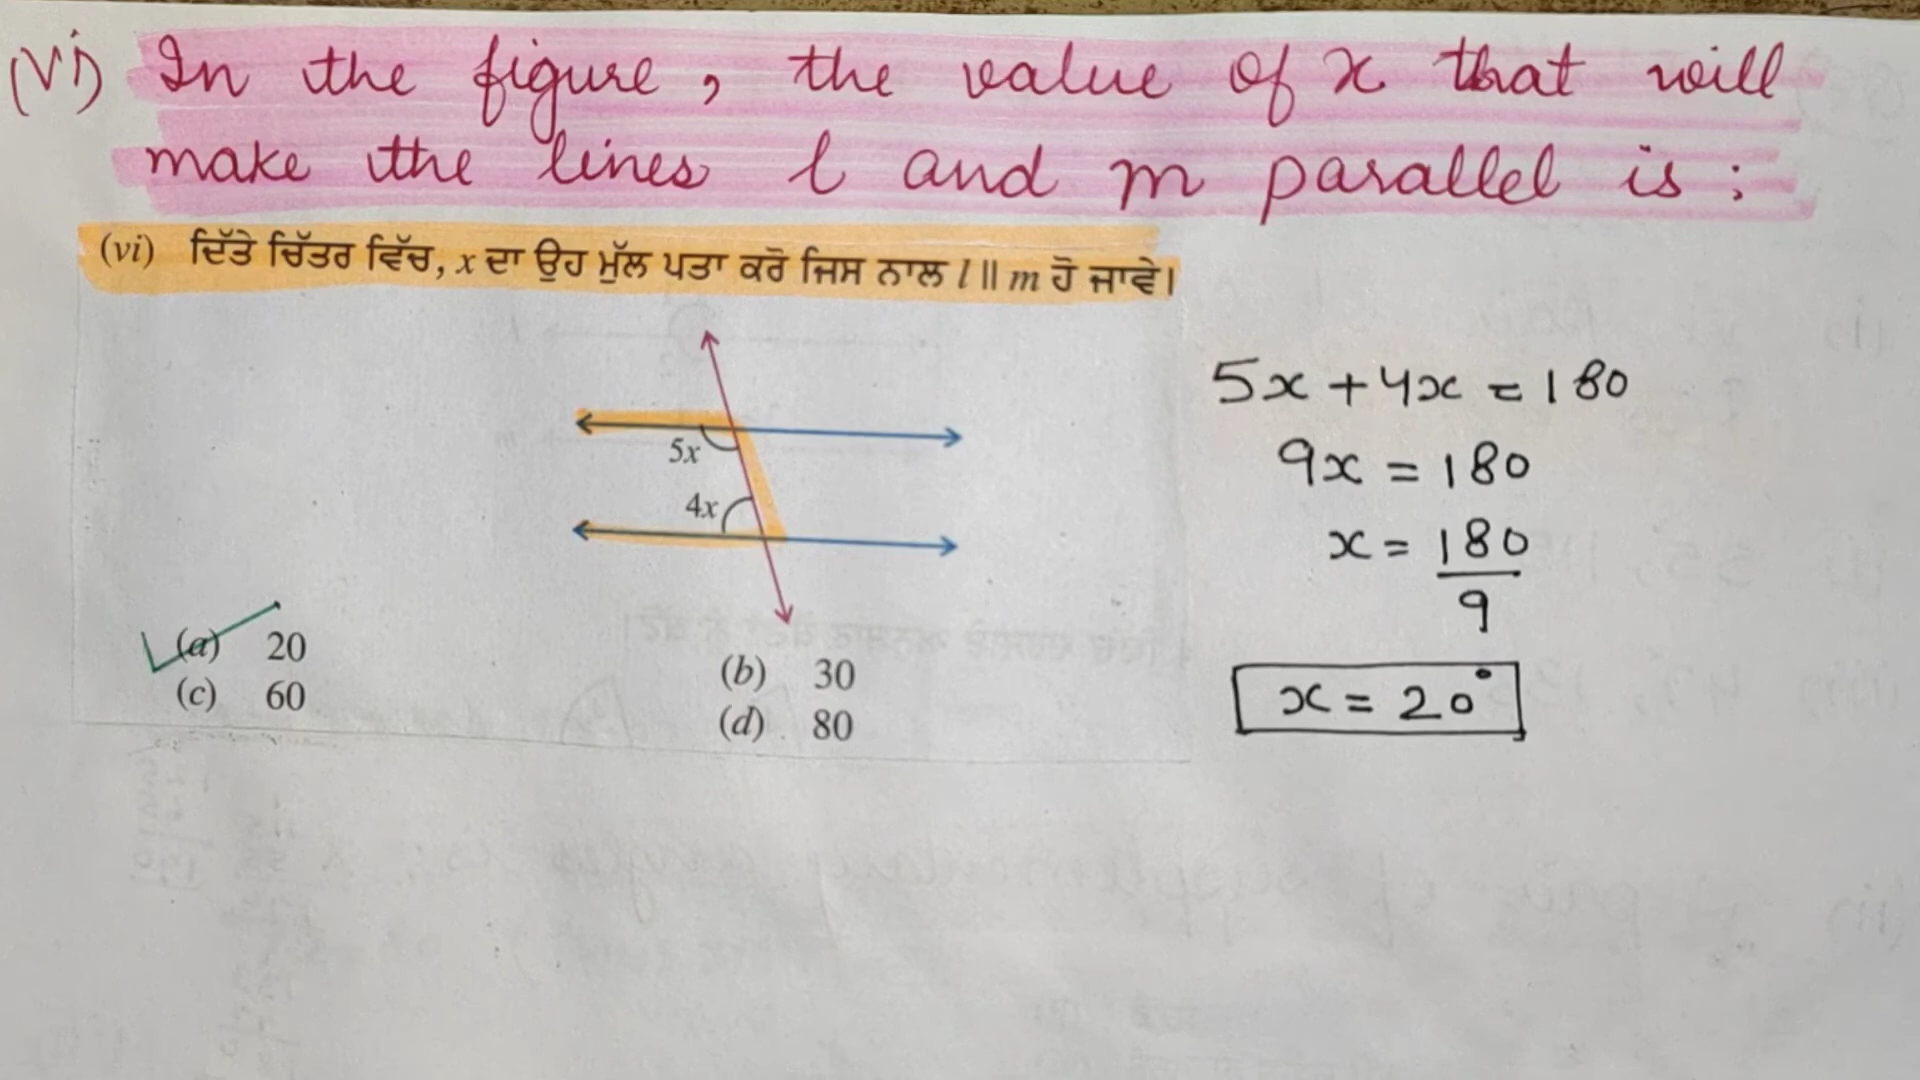 (vi) In the figure, the value of x that will
make the lines l and m parallel is :
(vi) ਦਿੱਤੇ ਚਿੱਤਰ ਵਿੱਚ, x ਦਾ ਉਹ ਮੁੱਲ ਪਤਾ ਕਰੋ ਜਿਸ ਨਾਲ l || m ਹੋ ਜਾਵੇ।
5x
4x
(a) 20
(b) 30
(c) 60
(d) 80
5x + 4x = 180
9x = 180
x = 180
9
x = 20°